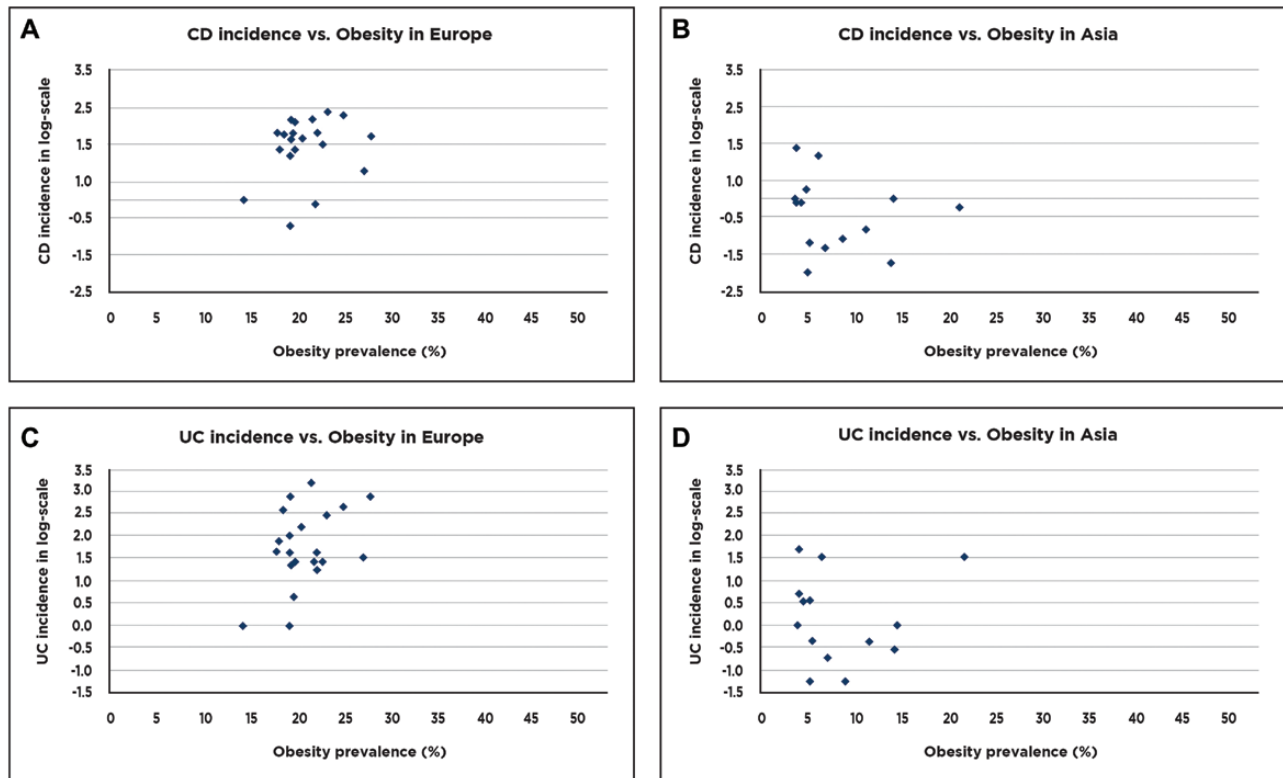 A
CD incidence vs. Obesity in Europe
CD incidence in log-scale
3.5
2.5
1.5
1.0
-0.5
-1.5
-2.5
0 5 10 15 20 25 30 35 40 45 50
Obesity prevalence (%)
B
CD incidence vs. Obesity in Asia
CD incidence in log-scale
3.5
2.5
1.5
1.0
-0.5
-1.5
-2.5
0 5 10 15 20 25 30 35 40 45 50
Obesity prevalence (%)
C
UC incidence vs. Obesity in Europe
UC incidence in log-scale
3.5
3.0
2.5
2.0
1.5
1.0
0.5
0.0
-0.5
-1.0
-1.5
0 5 10 15 20 25 30 35 40 45 50
Obesity prevalence (%)
D
UC incidence vs. Obesity in Asia
UC incidence in log-scale
3.5
3.0
2.5
2.0
1.5
1.0
0.5
0.0
-0.5
-1.0
-1.5
0 5 10 15 20 25 30 35 40 45 50
Obesity prevalence (%)